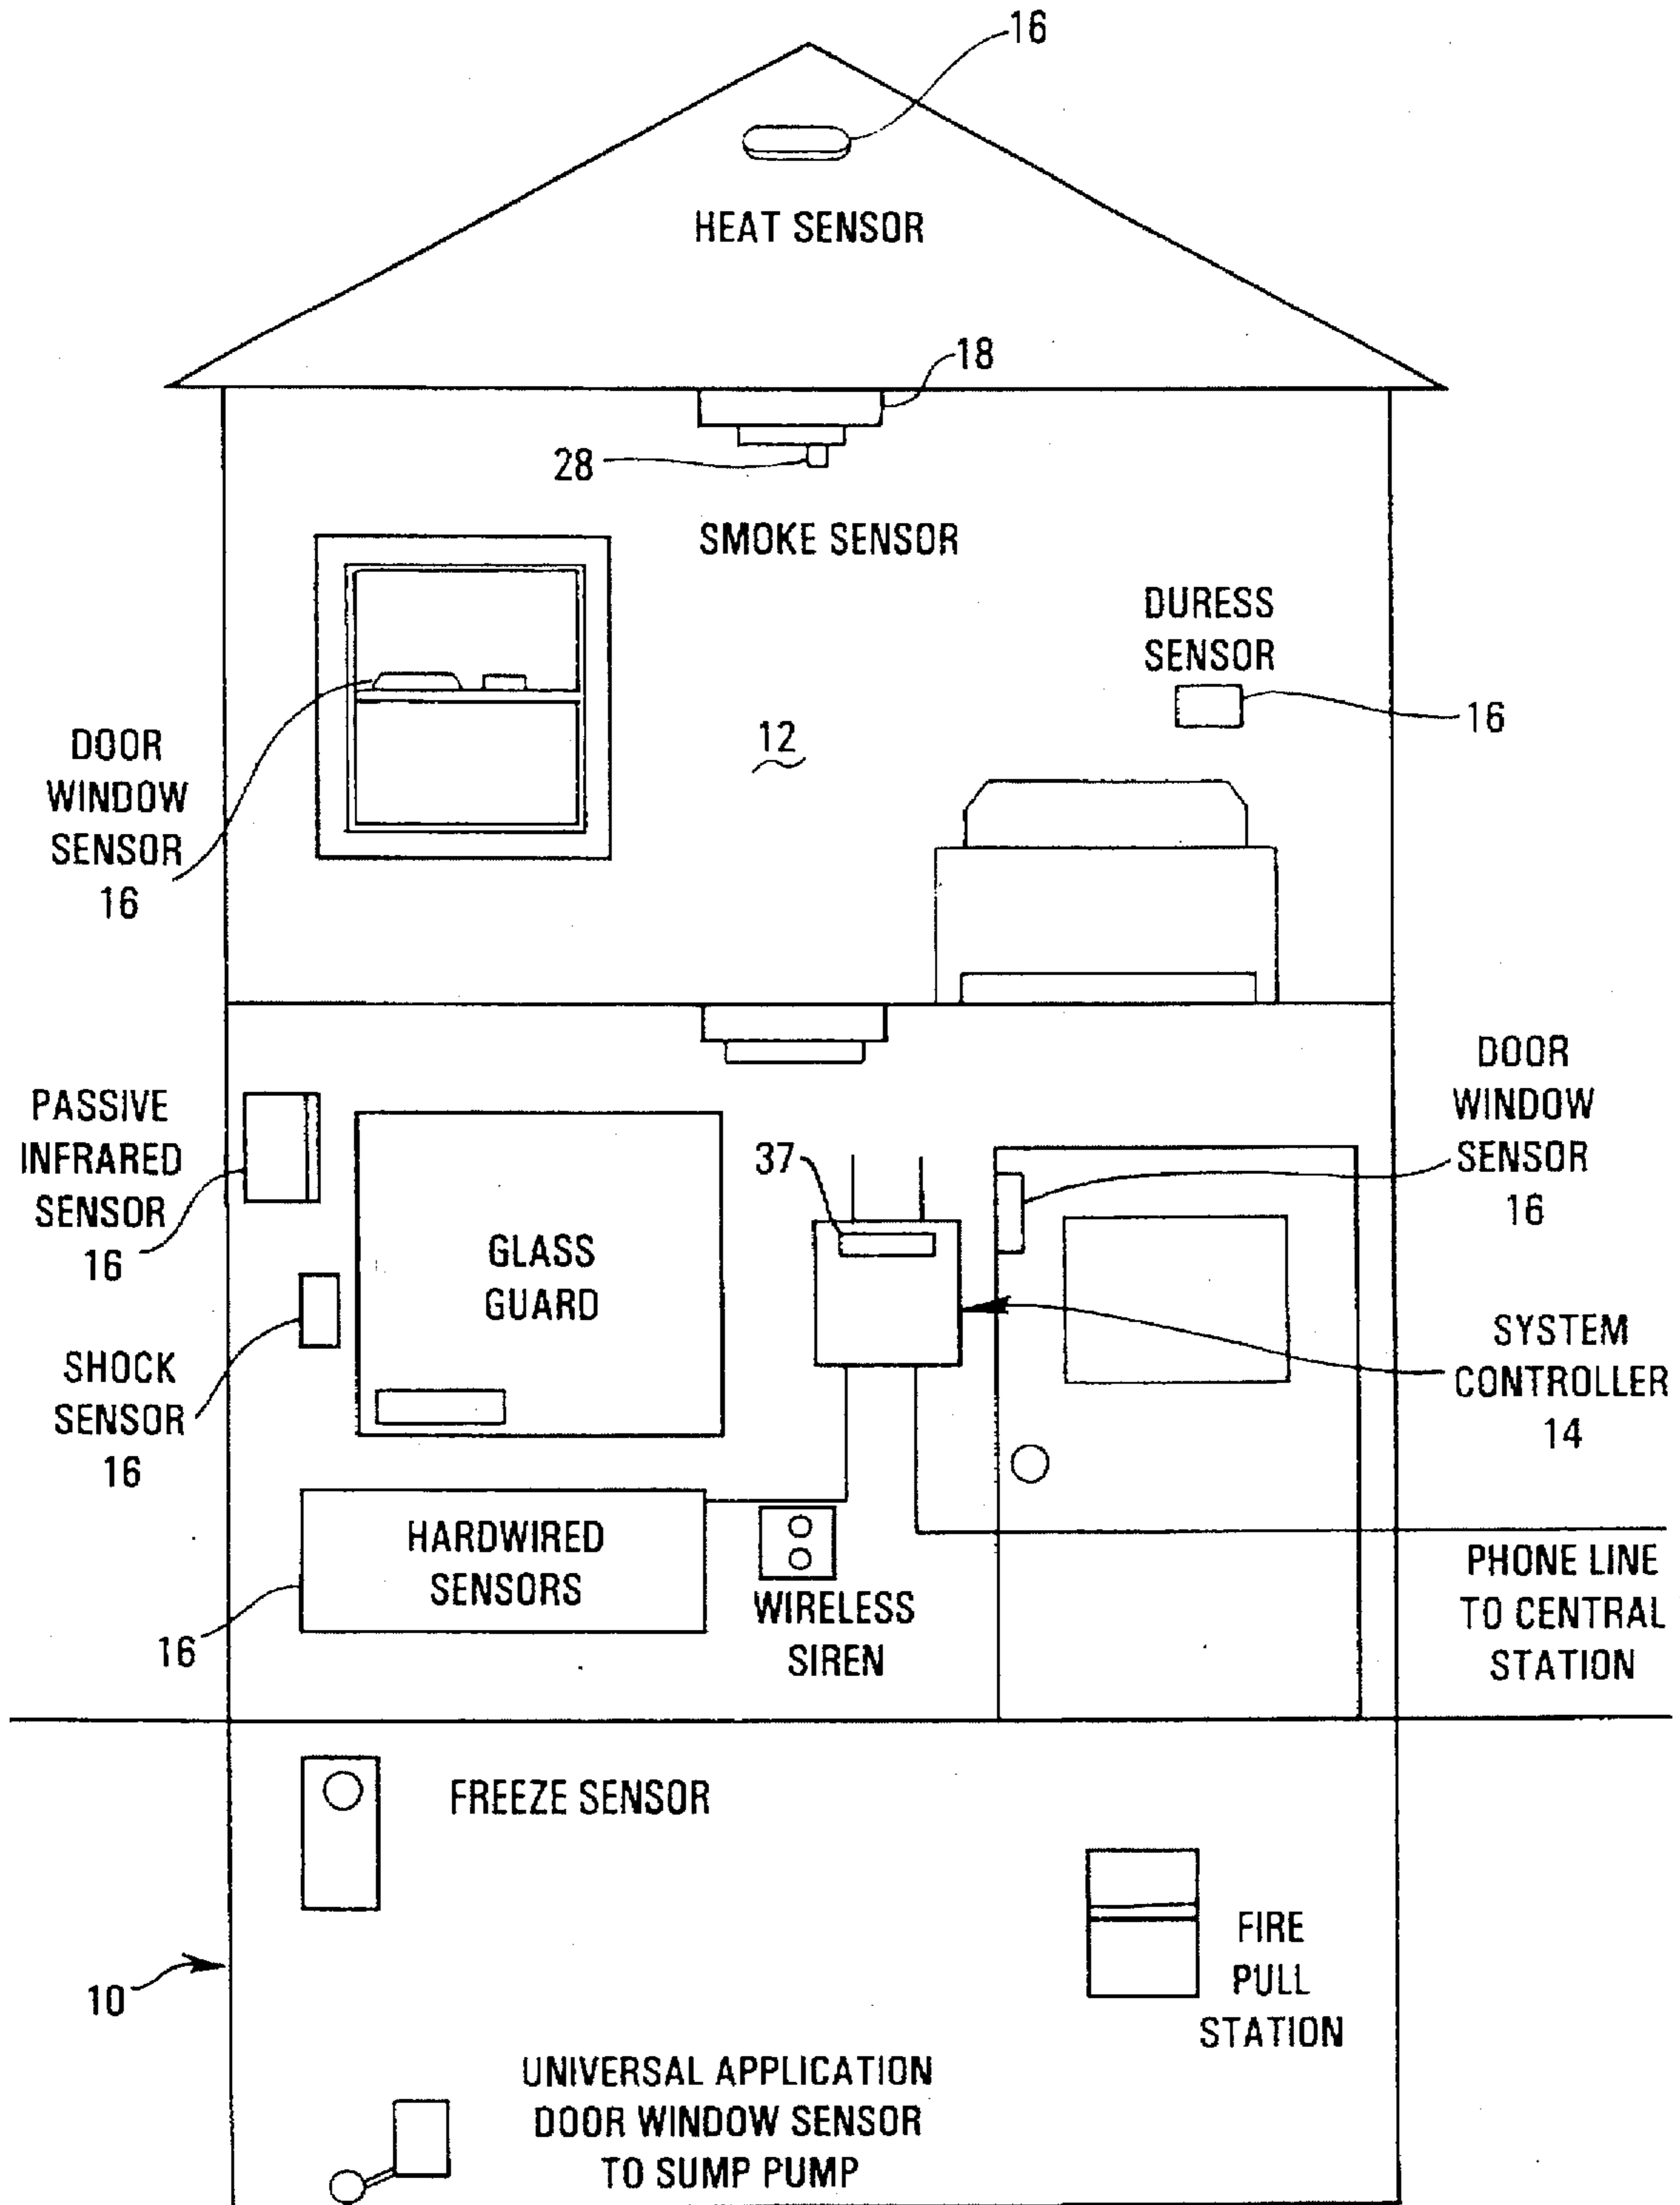 16
HEAT SENSOR
18
28
SMOKE SENSOR
DURESS
SENSOR
16
DOOR
WINDOW
SENSOR
16
12
PASSIVE
INFRARED
SENSOR
16
GLASS
GUARD
37
DOOR
WINDOW
SENSOR
16
SHOCK
SENSOR
16
SYSTEM
CONTROLLER
14
HARDWIRED
SENSORS
16
WIRELESS
SIREN
PHONE LINE
TO CENTRAL
STATION
FREEZE SENSOR
FIRE
PULL
STATION
10
UNIVERSAL APPLICATION
DOOR WINDOW SENSOR
TO SUMP PUMP